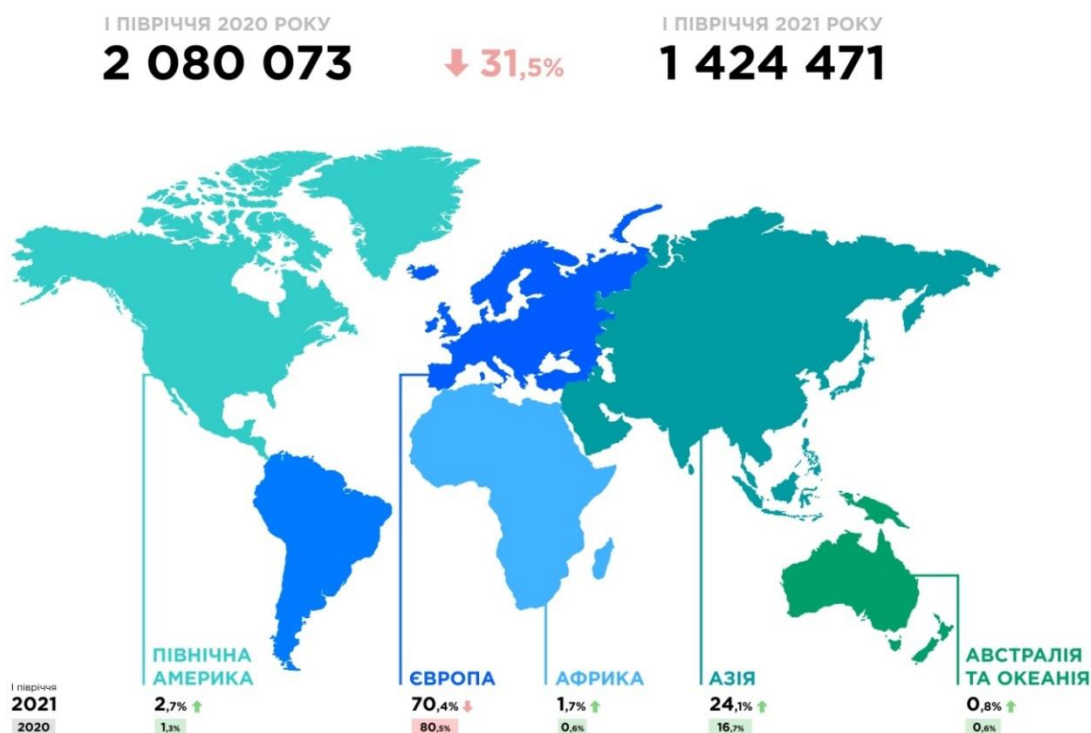 І ПІВРІЧЧЯ 2020 РОКУ
2 080 073
31,5%
І ПІВРІЧЧЯ 2021 РОКУ
1 424 471
ПІВНІЧНА
АМЕРИКА
ЄВРОПА
АФРИКА
АЗІЯ
АВСТРАЛІЯ
ТА ОКЕАНІЯ
І півріччя
2021 2,7% 70,4% 1,7% 24,1% 0,8%
2020 1,3% 80,5% 0,6% 16,7% 0,6%